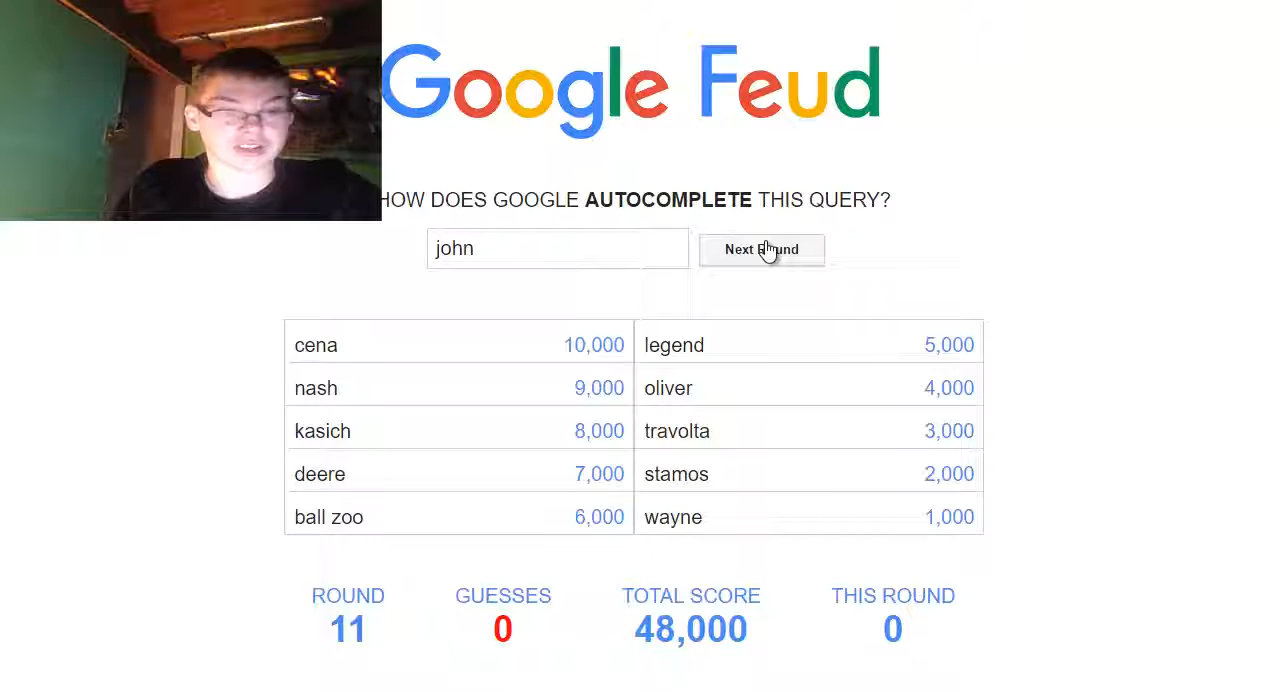 Google Feud
HOW DOES GOOGLE AUTOCOMPLETE THIS QUERY?
john Next Round
cena 10,000 legend 5,000
nash 9,000 oliver 4,000
kasich 8,000 travolta 3,000
deere 7,000 stamos 2,000
ball zoo 6,000 wayne 1,000
ROUND GUESSES TOTAL SCORE THIS ROUND
11 0 48,000 0